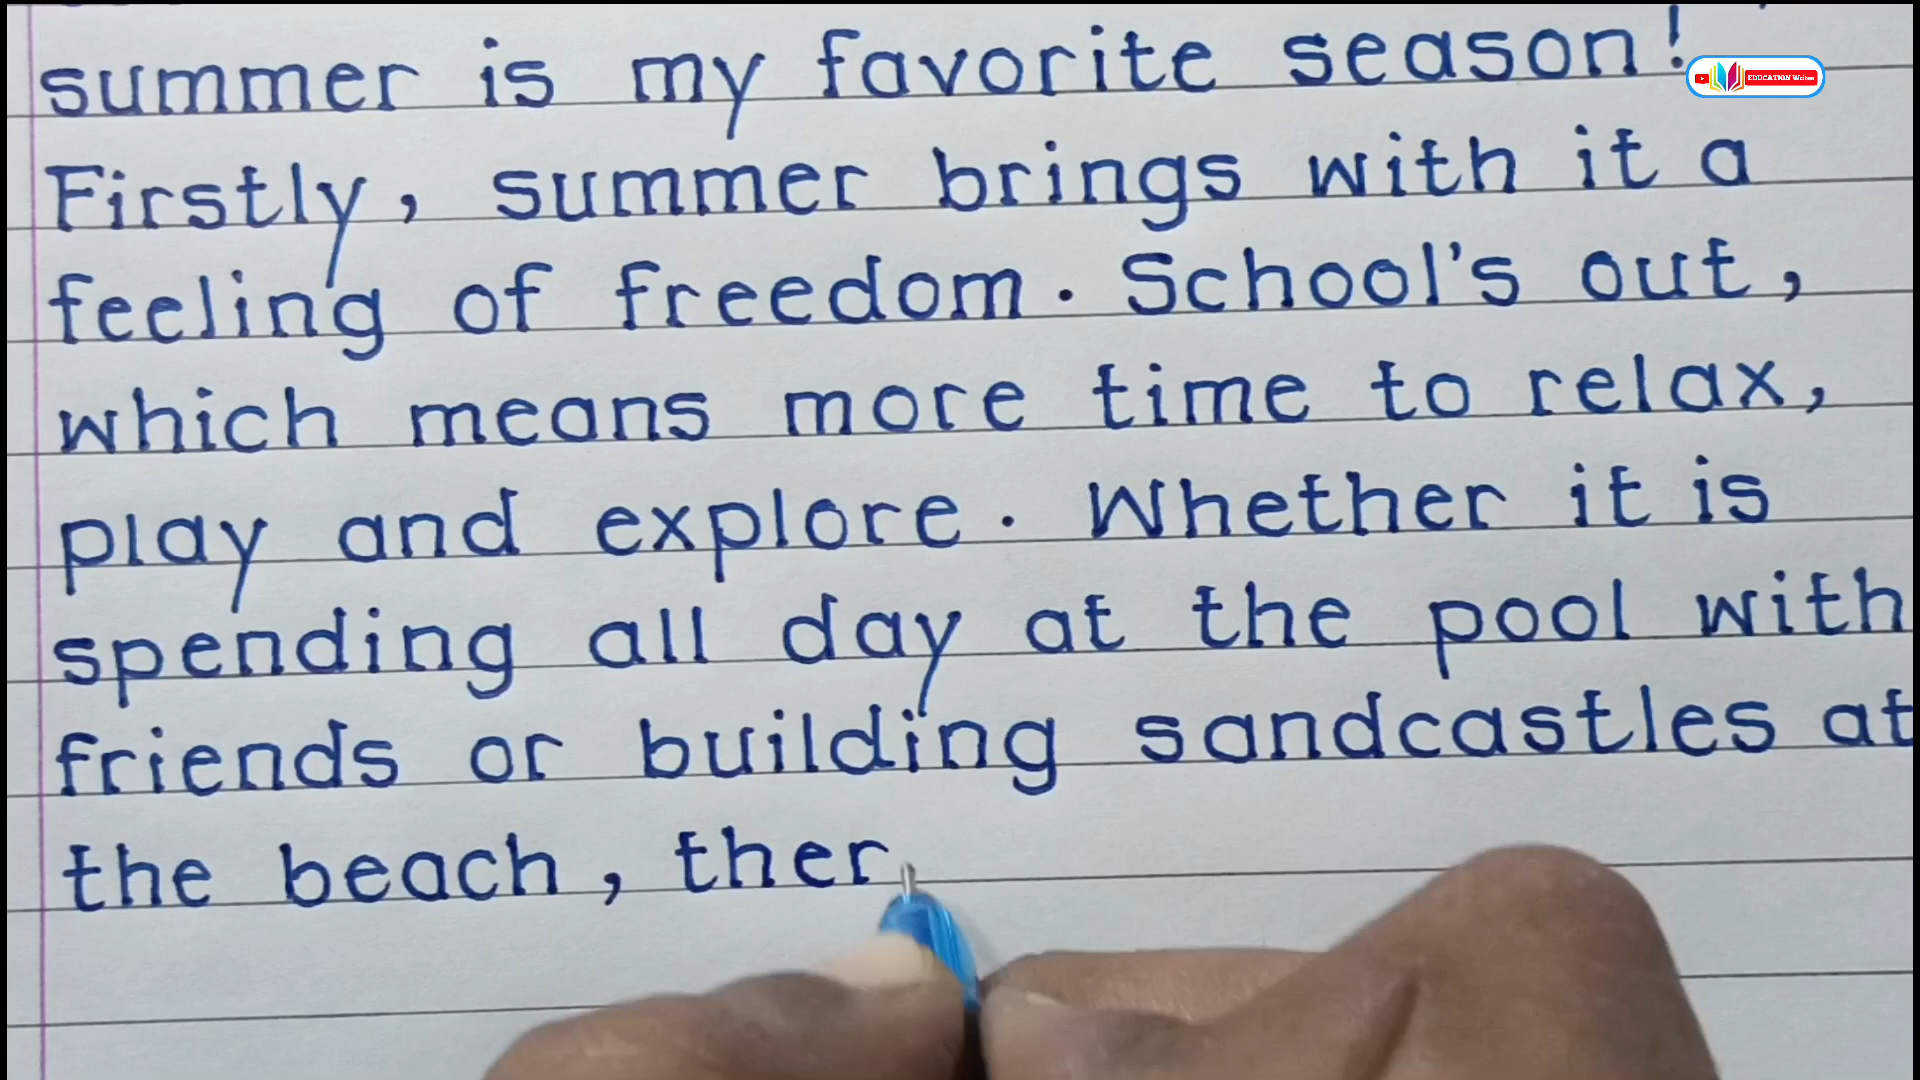 summer is my favorite season!
EDUCATION Writes
Firstly, summer brings with it a
feeling of freedom. School's out,
which means more time to relax,
play and explore. Whether it is
spending all day at the pool with
friends or building sandcastles at
the beach, ther